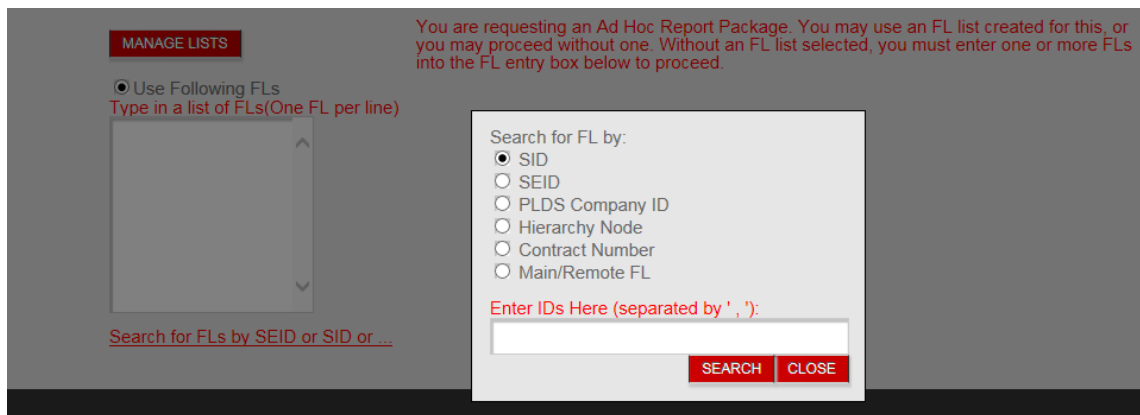 MANAGE LISTS
You are requesting an Ad Hoc Report Package. You may use an FL list created for this, or
you may proceed without one. Without an FL list selected, you must enter one or more FLs
into the FL entry box below to proceed.
Use Following FLs
Type in a list of FLs(One FL per line)
Search for FLs by SEID or SID or ...
Search for FL by:
SID
SEID
PLDS Company ID
Hierarchy Node
Contract Number
Main/Remote FL
Enter IDs Here (separated by ' , '):
SEARCH CLOSE